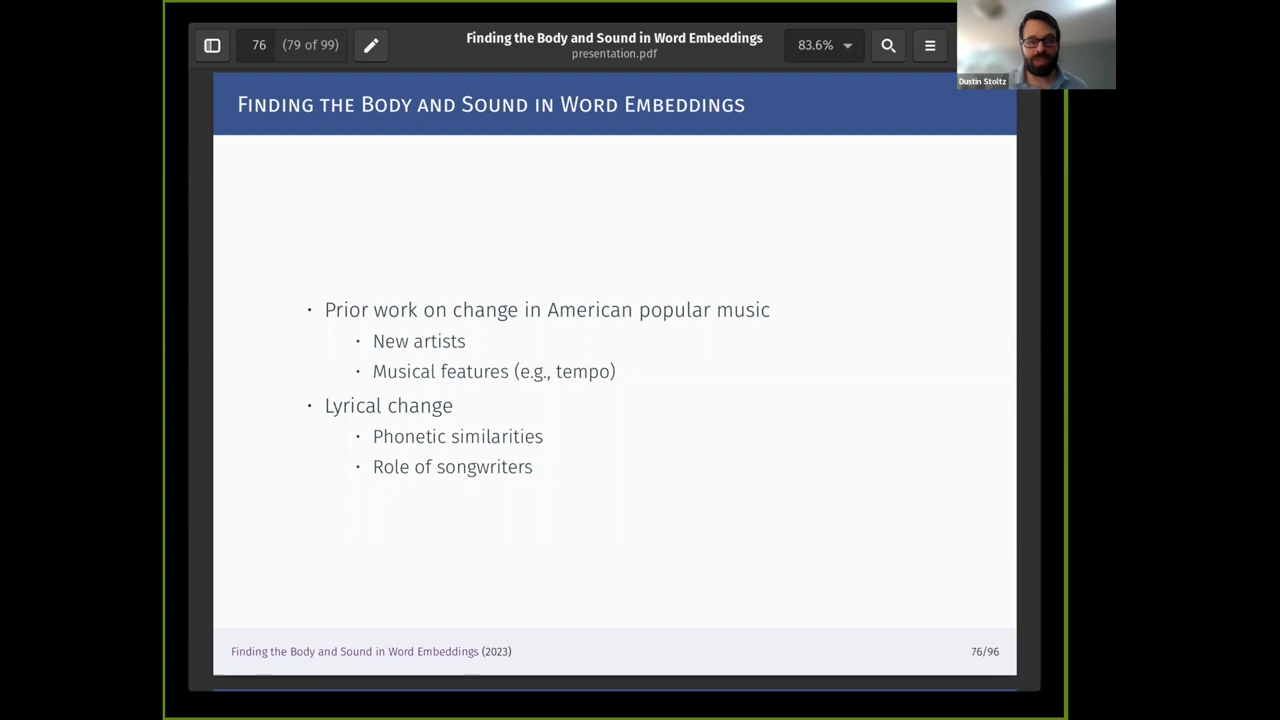 76 (79 of 99)
Finding the Body and Sound in Word Embeddings
presentation.pdf
83.6%
Dustin Stoltz
Finding the Body and Sound in Word Embeddings
· Prior work on change in American popular music
· New artists
· Musical features (e.g., tempo)
· Lyrical change
· Phonetic similarities
· Role of songwriters
Finding the Body and Sound in Word Embeddings (2023)
76/96